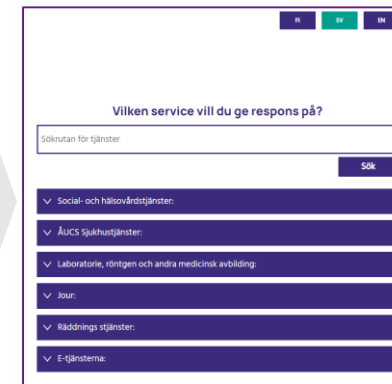 FI SV EN
Vilken service vill du ge respons på?
Sökrutan för tjänster
Sök
Social- och hälsovårdstjänster:
ÅUCS Sjukhustjänster:
Laboratorie, röntgen och andra medicinsk avbilding:
Jour:
Räddnings stjänster:
E-tjänsterna: